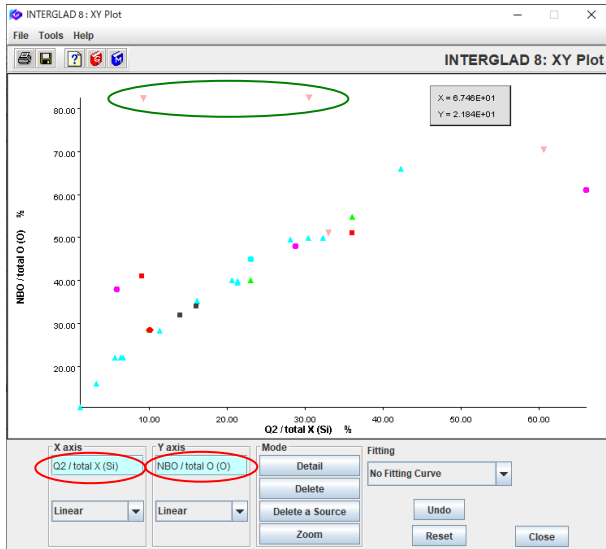 INTERGLAD 8: XY Plot
File Tools Help
INTERGLAD 8: XY Plot
X = 6.746E+01
Y = 2.184E+01
NBO / total O (O) %
80.00
70.00
60.00
50.00
40.00
30.00
20.00
10.00 20.00 30.00 40.00 50.00 60.00
Q2 / total X (Si) %
X axis
Q2 / total X (Si)
Linear
Y axis
NBO / total O (O)
Linear
Mode
Detail
Delete
Delete a Source
Zoom
Fitting
No Fitting Curve
Undo
Reset
Close